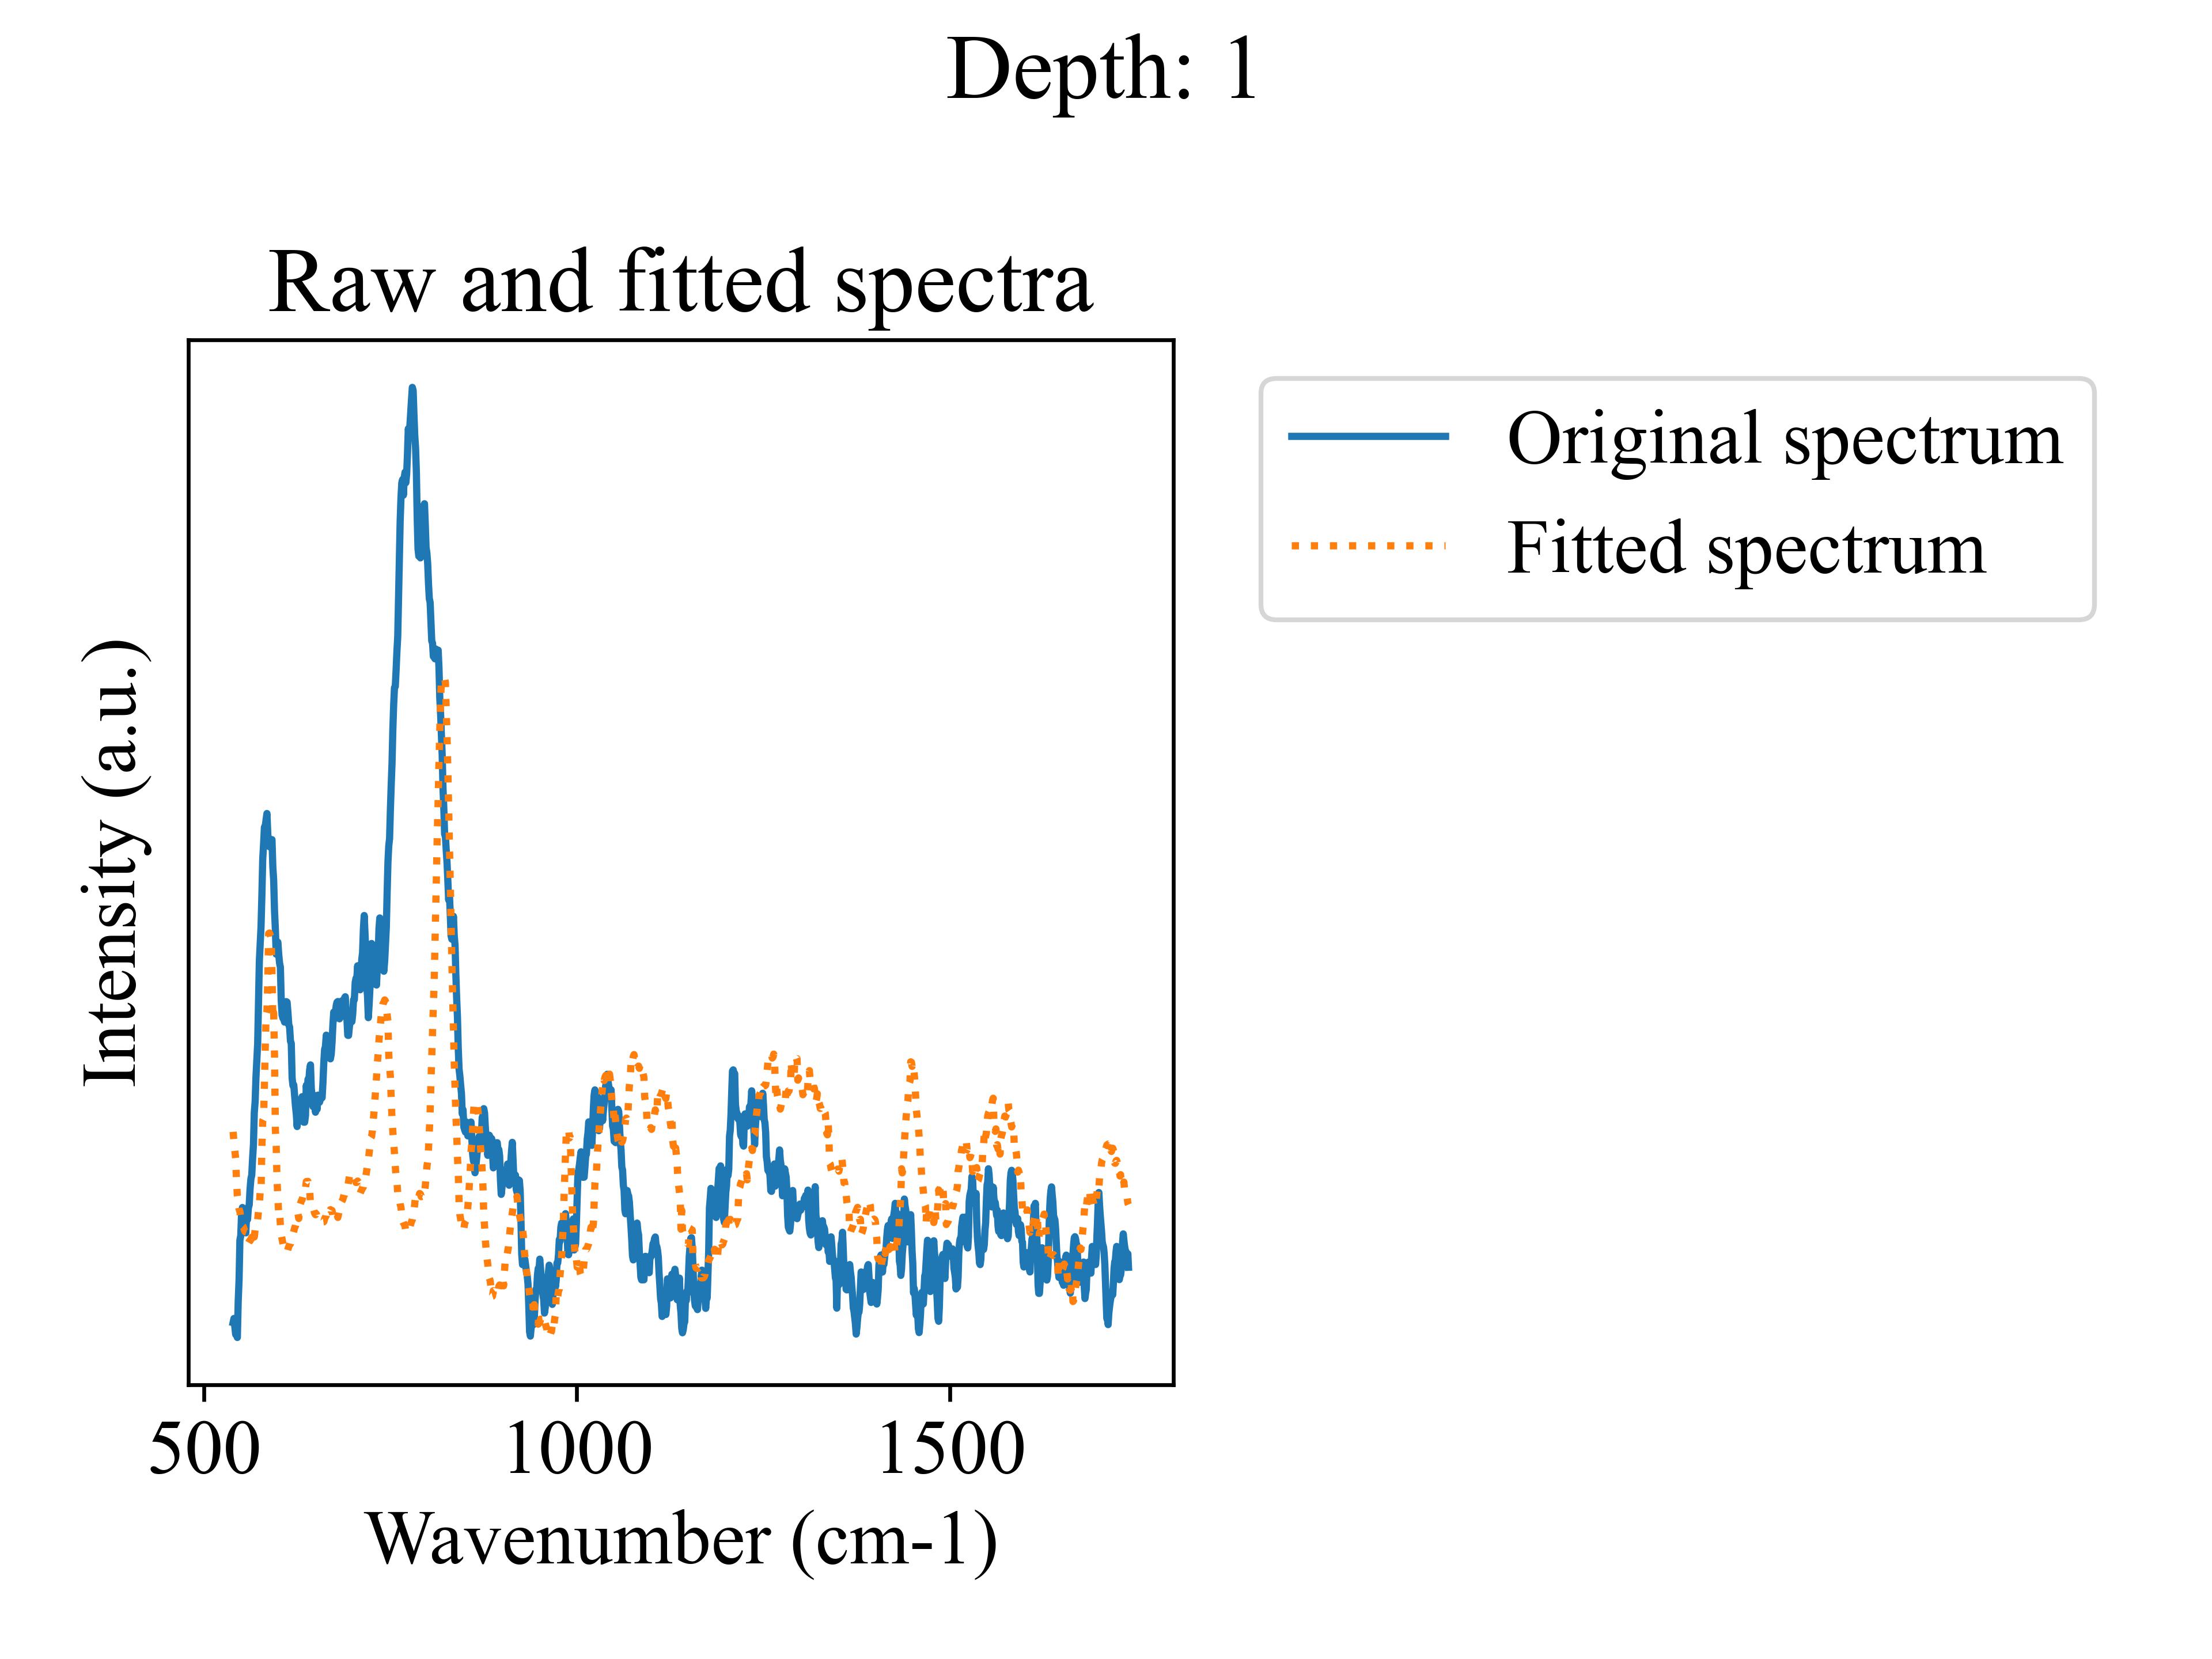 Depth: 1
Raw and fitted spectra
Original spectrum
Fitted spectrum
Intensity (a.u.)
500 1000 1500
Wavenumber (cm-1)